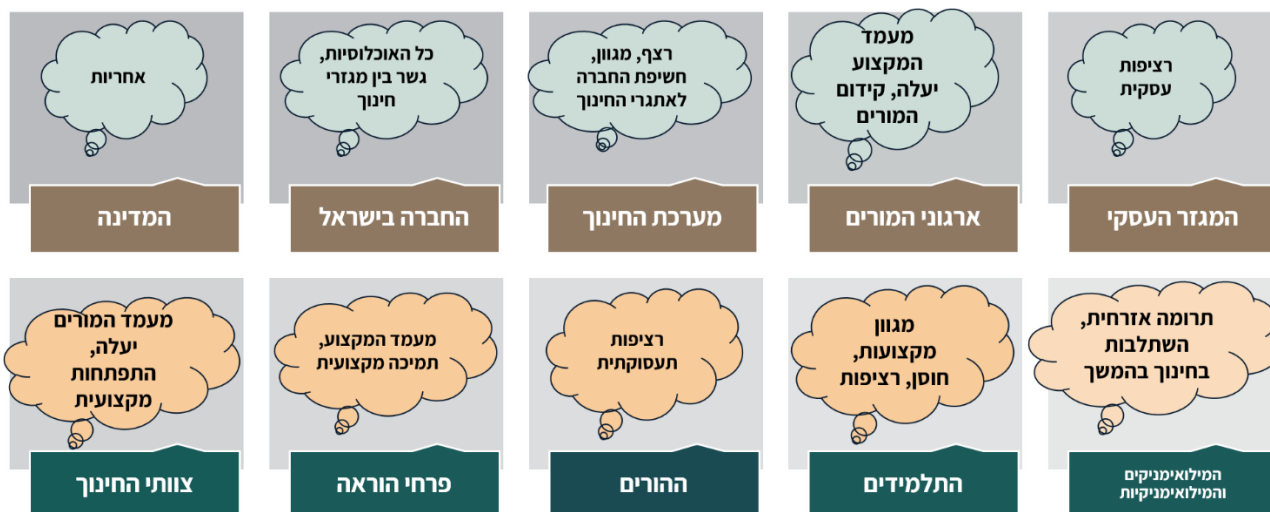 רציפות
עסקית
המגזר העסקי
מעמד
המקצוע
יעלה, קידום
המורים
ארגוני המורים
רצף, מגוון,
חשיפת החברה
לאתגרי החינוך
מערכת החינוך
כל האוכלוסיות,
גשר בין מגזרי
חינוך
החברה בישראל
אחריות
המדינה
תרומה אזרחית,
השתלבות
בחינוך בהמשך
המילואימניקים
והמילואימניקיות
מגוון
מקצועות,
חוסן, רציפות
התלמידים
רציפות
תעסוקתית
ההורים
מעמד המקצוע,
תמיכה מקצועית
פרחי הוראה
מעמד המורים
יעלה,
התפתחות
מקצועית
צוותי החינוך